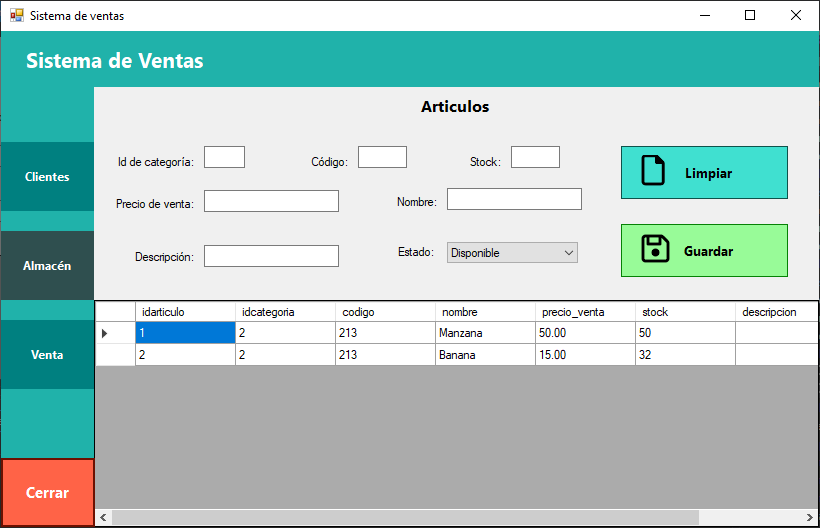 Sistema de ventas
Sistema de Ventas
Articulos
Id de categoría: Código: Stock: Limpiar
Clientes
Precio de venta: Nombre:
Descripción: Estado: Disponible Guardar
Almacén
idarticulo idcategoria codigo nombre precio_venta stock descripcion
1 2 213 Manzana 50.00 50
2 2 213 Banana 15.00 32
Venta
Cerrar